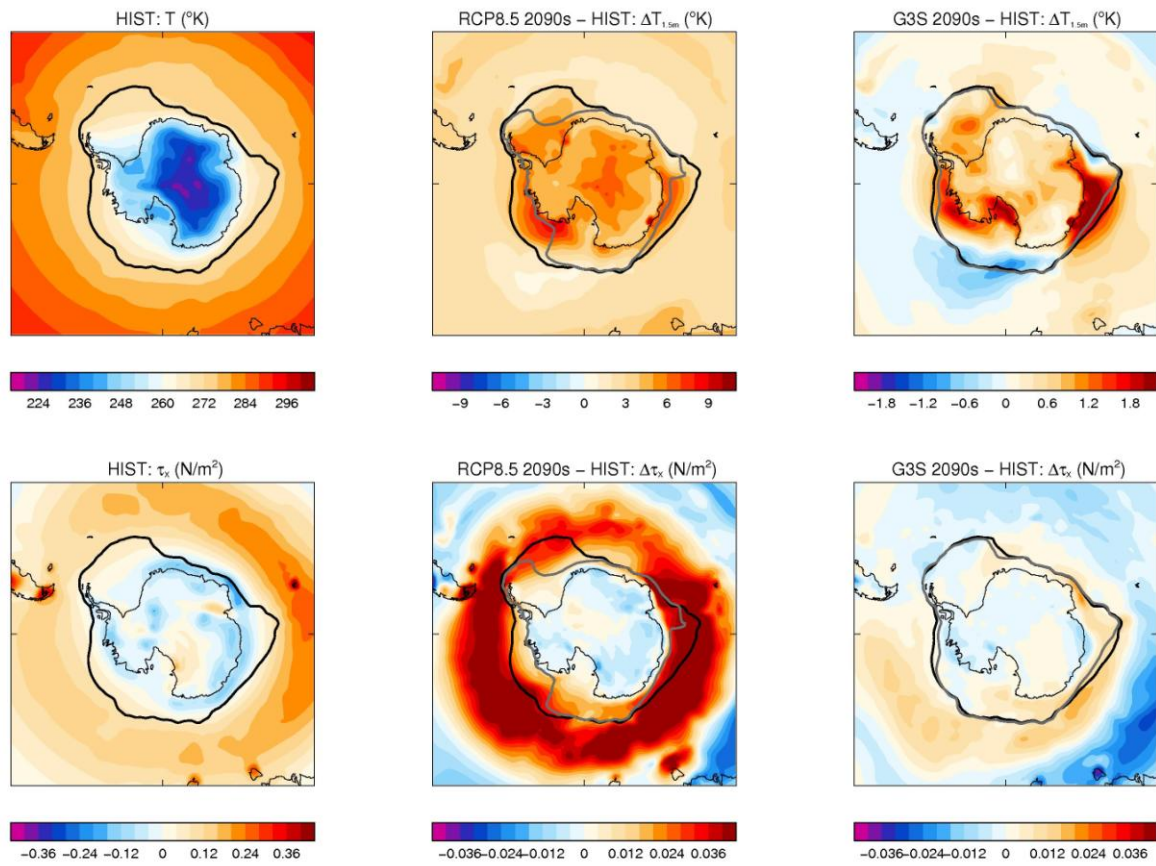 HIST: T (°K)
RCP8.5 2090s − HIST: ΔT1.5m (°K)
G3S 2090s − HIST: ΔT1.5m (°K)
224 236 248 260 272 284 296
−9 −6 −3 0 3 6 9
−1.8 −1.2 −0.6 0 0.6 1.2 1.8
HIST: τx (N/m²)
RCP8.5 2090s − HIST: Δτx (N/m²)
G3S 2090s − HIST: Δτx (N/m²)
−0.36 −0.24 −0.12 0 0.12 0.24 0.36
−0.036 −0.024 −0.012 0 0.012 0.024 0.036
−0.036 −0.024 −0.012 0 0.012 0.024 0.036